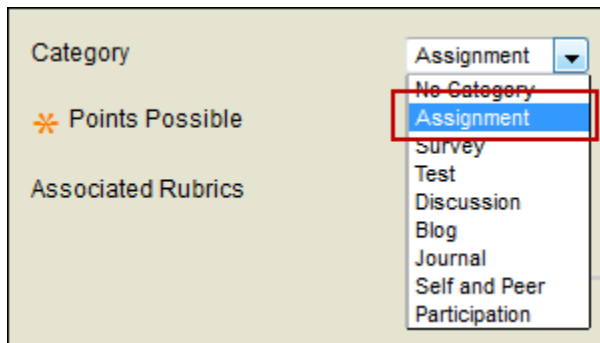 Category
Assignment
No Category
Assignment
Points Possible
Survey
Test
Associated Rubrics
Discussion
Blog
Journal
Self and Peer
Participation